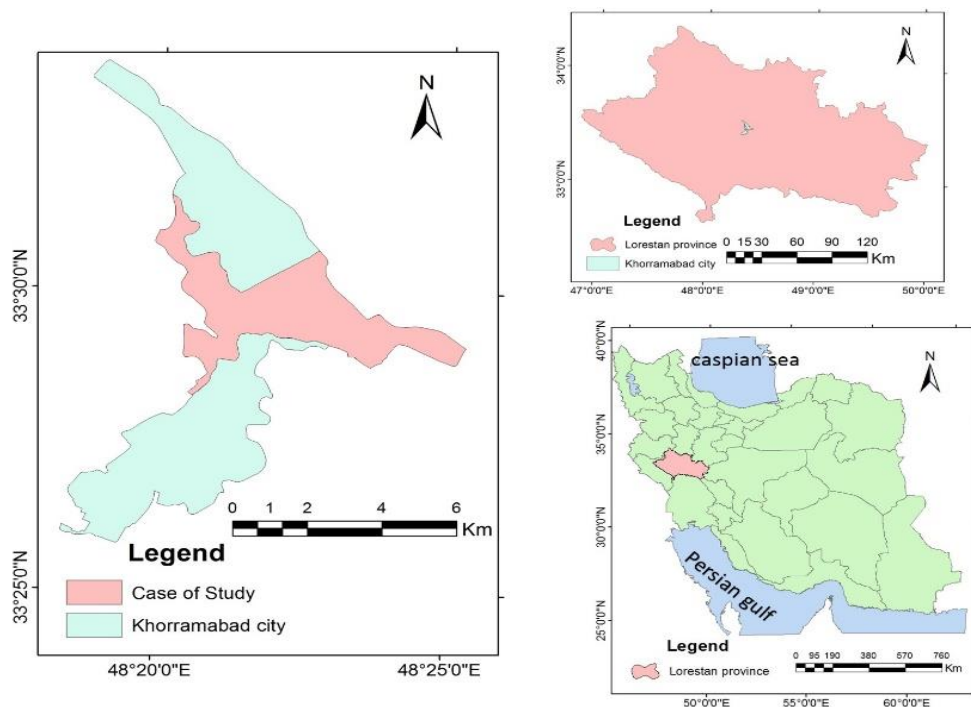 N
33°30'0"N
33°25'0"N
0 1 2 4 6
Km
Legend
Case of Study
Khorramabad city
48°20'0"E 48°25'0"E
N
34°0'0"N
33°0'0"N
Legend
Lorestan province
Khorramabad city
0 15 30 60 90 120
Km
47°0'0"E 48°0'0"E 49°0'0"E 50°0'0"E
40°0'0"N
35°0'0"N
30°0'0"N
25°0'0"N
caspian sea
N
Persian gulf
Legend
Lorestan province
0 95 190 380 570 760
Km
50°0'0"E 55°0'0"E 60°0'0"E